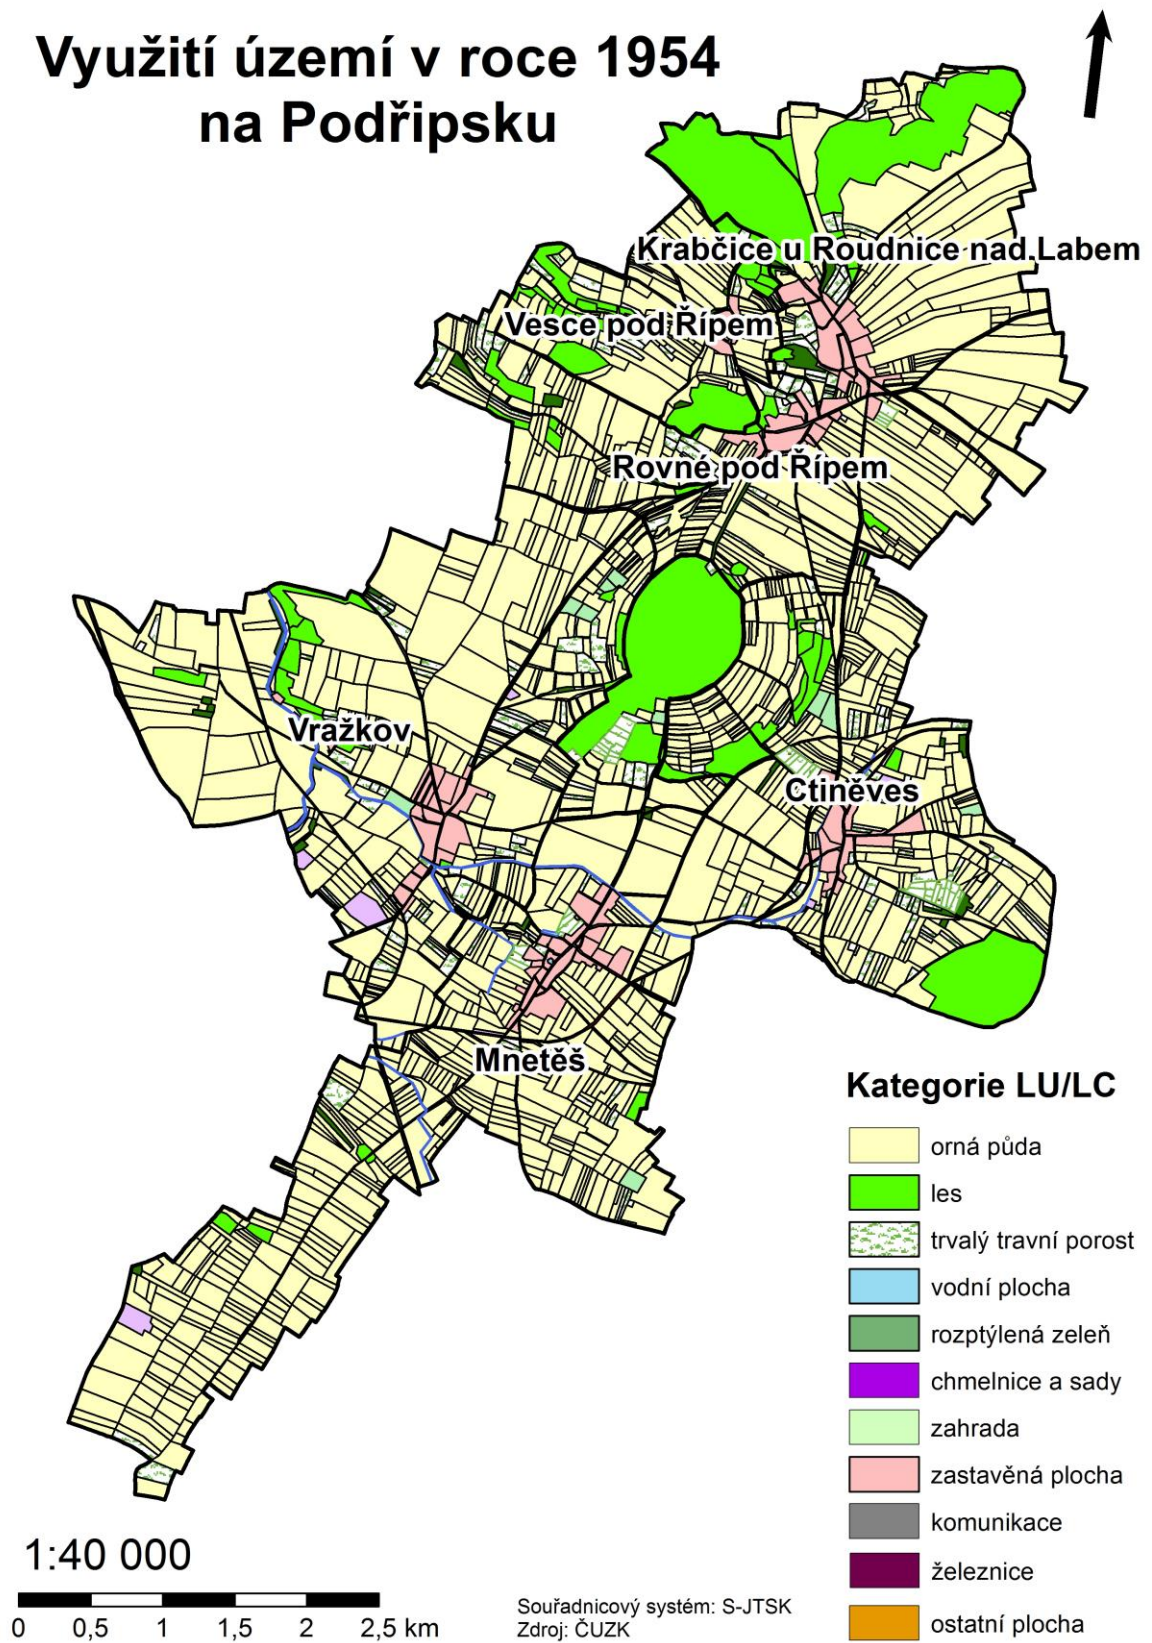 Využití území v roce 1954
na Podřipsku
Krabčice u Roudnice nad Labem
Vesce pod Řípem
Rovné pod Řípem
Vražkov
Ctiněves
Mnetěš
Kategorie LU/LC
orná půda
les
trvalý travní porost
vodní plocha
rozptýlená zeleň
chmelnice a sady
zahrada
zastavěná plocha
komunikace
železnice
ostatní plocha
1:40 000
0 0,5 1 1,5 2 2,5 km
Souřadnicový systém: S-JTSK
Zdroj: ČUZK